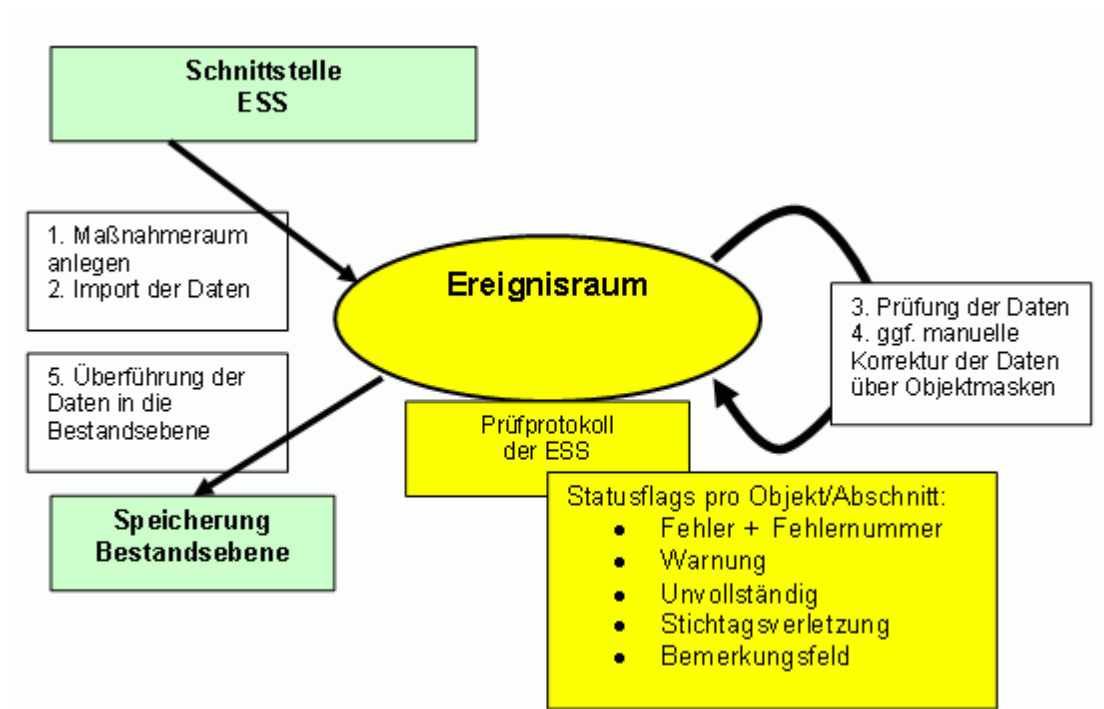 Schnittstelle
ESS
1. Maßnahmeraum
anlegen
2. Import der Daten
Ereignisraum
3. Prüfung der Daten
4. ggf. manuelle
Korrektur der Daten
über Objektmasken
5. Überführung der
Daten in die
Bestandsebene
Prüfprotokoll
der ESS
Speicherung
Bestandsebene
Statusflags pro Objekt/Abschnitt:
• Fehler + Fehlernummer
• Warnung
• Unvollständig
• Stichtagsverletzung
• Bemerkungsfeld